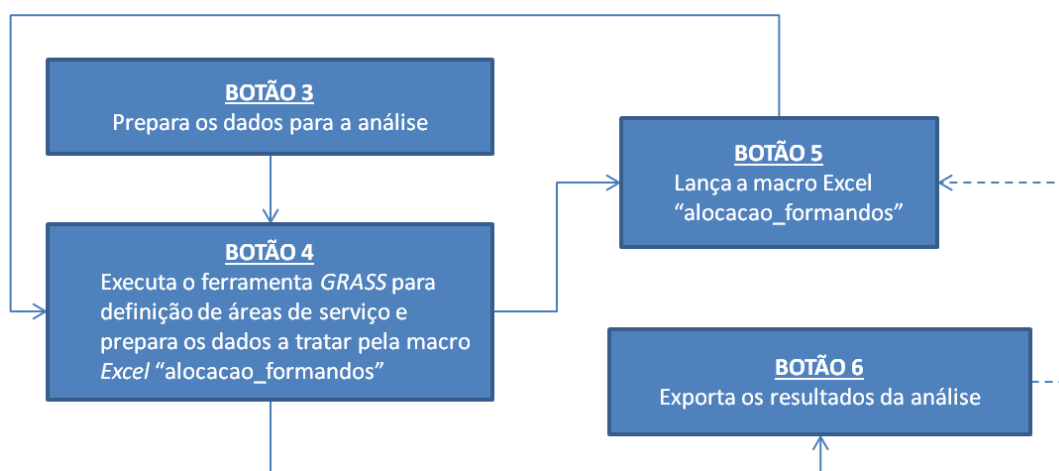 BOTÃO 3
Prepara os dados para a análise
BOTÃO 4
Executa o ferramenta GRASS para
definição de áreas de serviço e
prepara os dados a tratar pela macro
Excel “alocacao_formandos”
BOTÃO 5
Lança a macro Excel
“alocacao_formandos”
BOTÃO 6
Exporta os resultados da análise